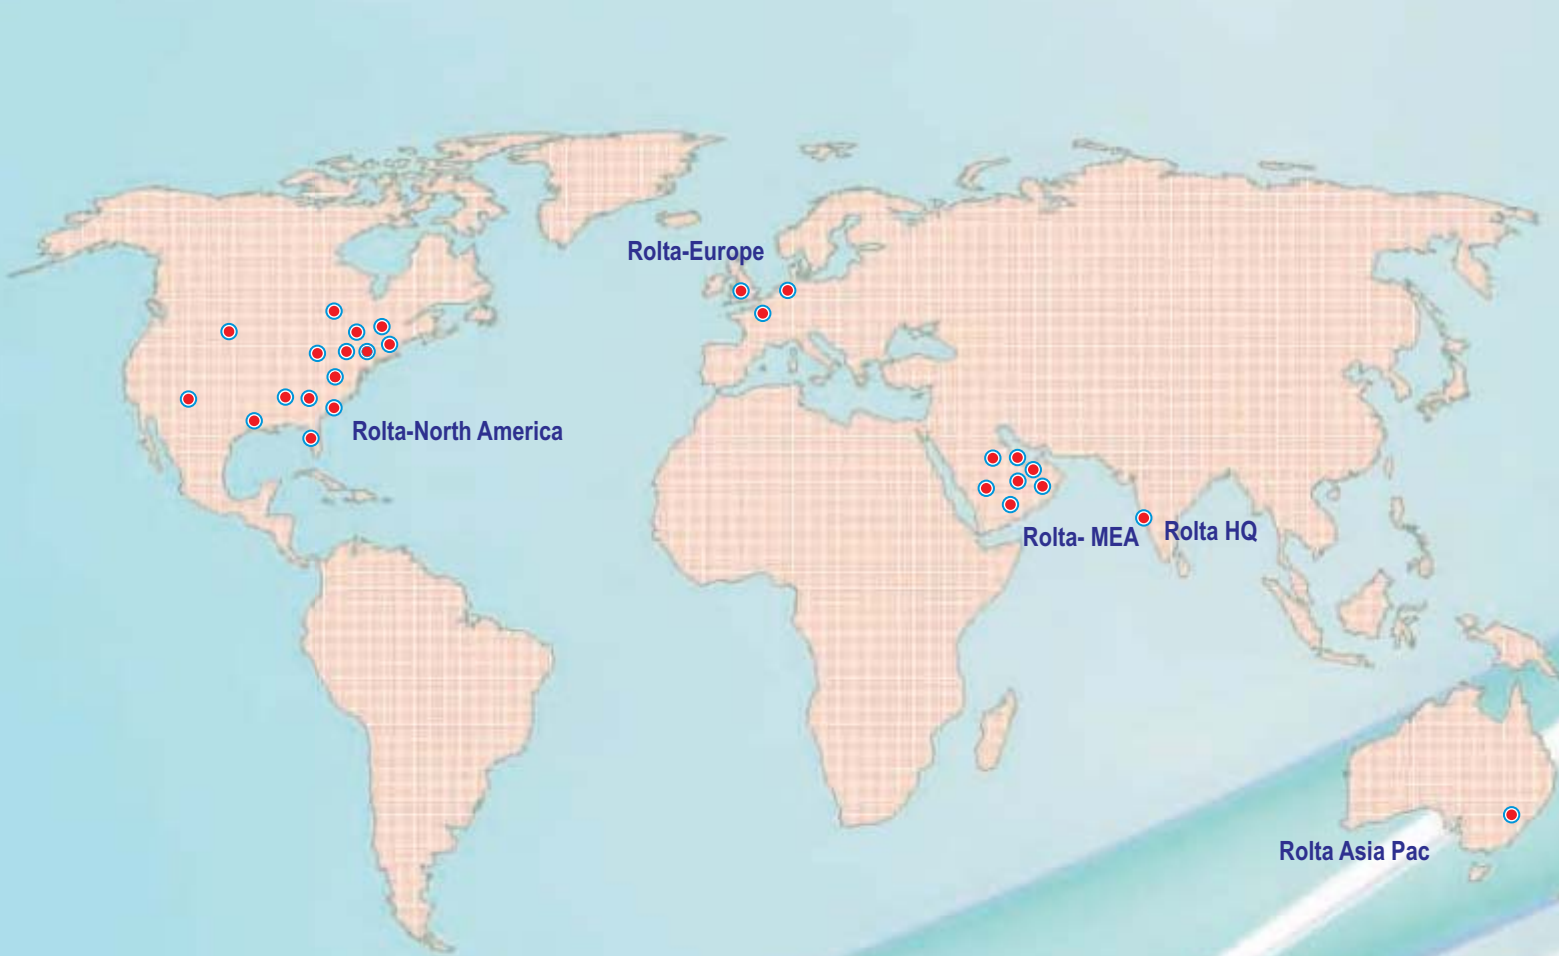 Rolta-Europe
Rolta-North America
Rolta- MEA
Rolta HQ
Rolta Asia Pac